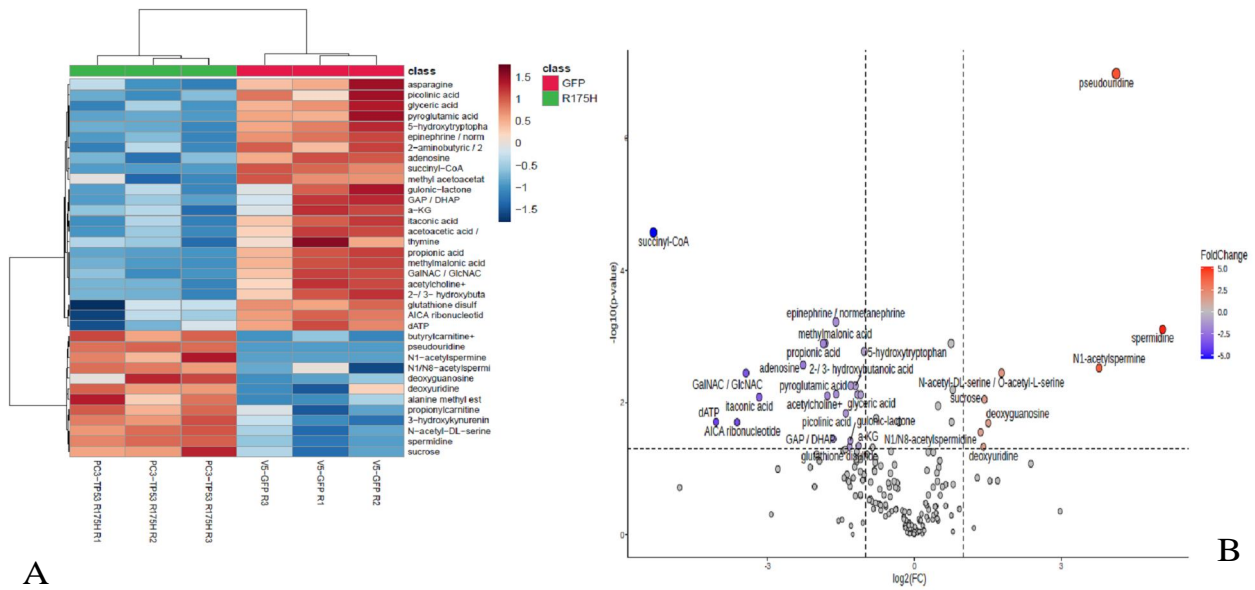 class
asparagine
picolinic acid
glyceric acid
pyroglutamic acid
5-hydroxytryptopha
epinephrine / norm
2-aminobutyric / 2
adenosine
succinyl-CoA
methyl acetoacetat
gulonic-lactone
GAP / DHAP
a-KG
itaconic acid
acetoacetic acid /
thymine
propionic acid
methylmalonic acid
GalNAC / GlcNAC
acetylcholine+
2-/ 3- hydroxybuta
glutathione disulf
AICA ribonucleotid
dATP
butyrylcarnitine+
pseudouridine
N1-acetylspermine
N1/N8-acetylspermi
deoxyguanosine
deoxyuridine
alanine methyl est
propionylcarnitine
3-hydroxykynurenin
N-acetyl-DL-serine
spermidine
sucrose
1.5
1
0.5
0
-0.5
-1
-1.5
class
GFP
R175H
PC3-TP53 R175H R1
PC3-TP53 R175H R2
PC3-TP53 R175H R3
V5-GFP R3
V5-GFP R1
V5-GFP R2
A
-log10(p-value)
6
4
2
0
pseudouridine
succinyl-CoA
epinephrine / normetanephrine
methylmalonic acid
propionic acid
5-hydroxytryptophan
adenosine
2-/ 3- hydroxybutanoic acid
GalNAC / GlcNAC
pyroglutamic acid
itaconic acid
acetylcholine+
glyceric acid
dATP
picolinic acid
gulonic-lactone
AICA ribonucleotide
GAP / DHAP
a-KG
spermidine
N1-acetylspermine
N-acetyl-DL-serine / O-acetyl-L-serine
sucrose
deoxyguanosine
N1/N8-acetylspermidine
glutathione disulfide
deoxyuridine
-3
0
3
log2(FC)
FoldChange
5.0
2.5
0.0
-2.5
-5.0
B